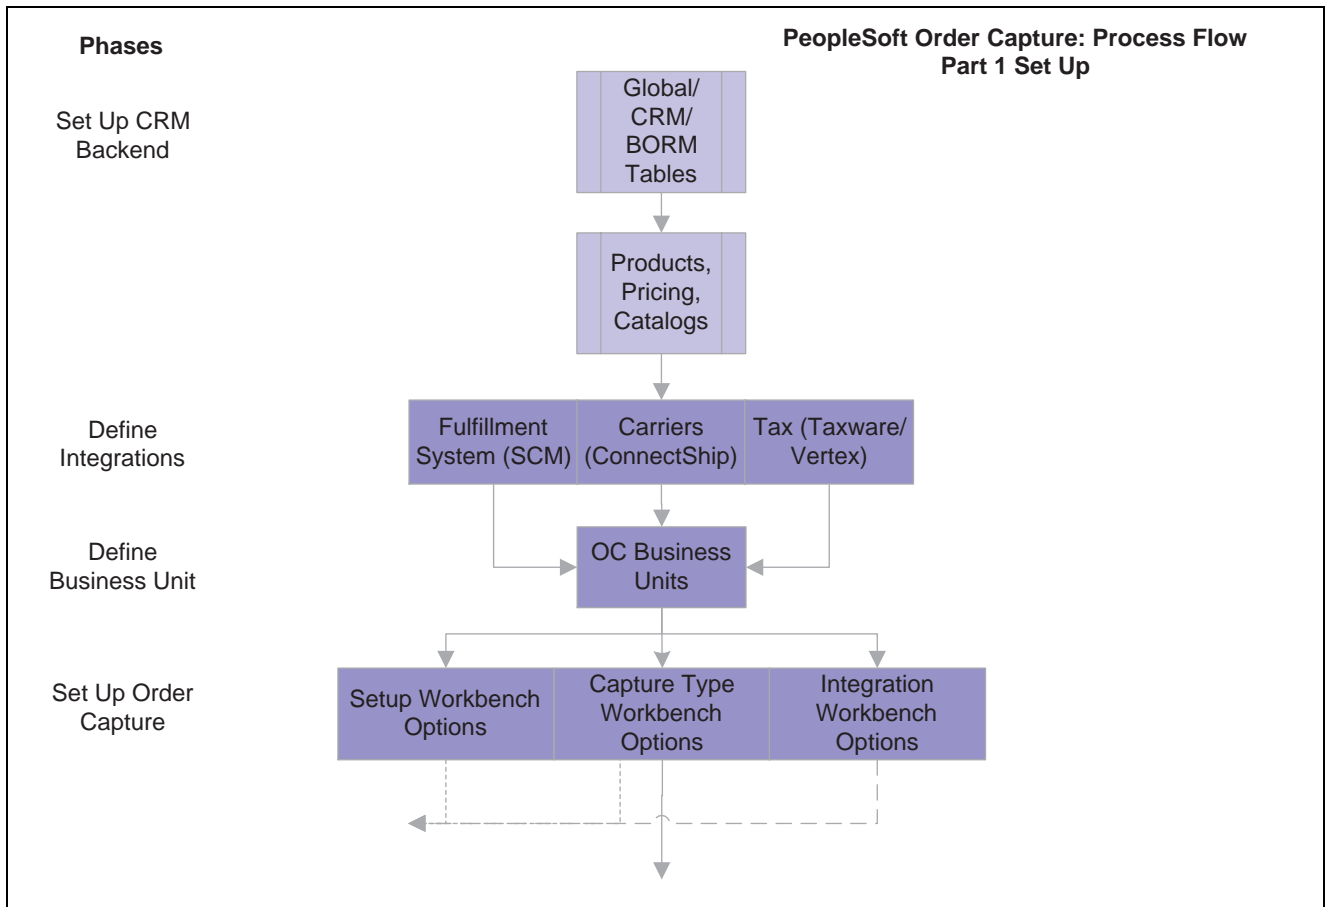 Phases
PeopleSoft Order Capture: Process Flow
Part 1 Set Up
Set Up CRM
Backend
Global/
CRM/
BORM
Tables
Products,
Pricing,
Catalogs
Define
Integrations
Fulfillment
System (SCM)
Carriers
(ConnectShip)
Tax (Taxware/
Vertex)
Define
Business Unit
OC Business
Units
Set Up Order
Capture
Setup Workbench
Options
Capture Type
Workbench
Options
Integration
Workbench
Options